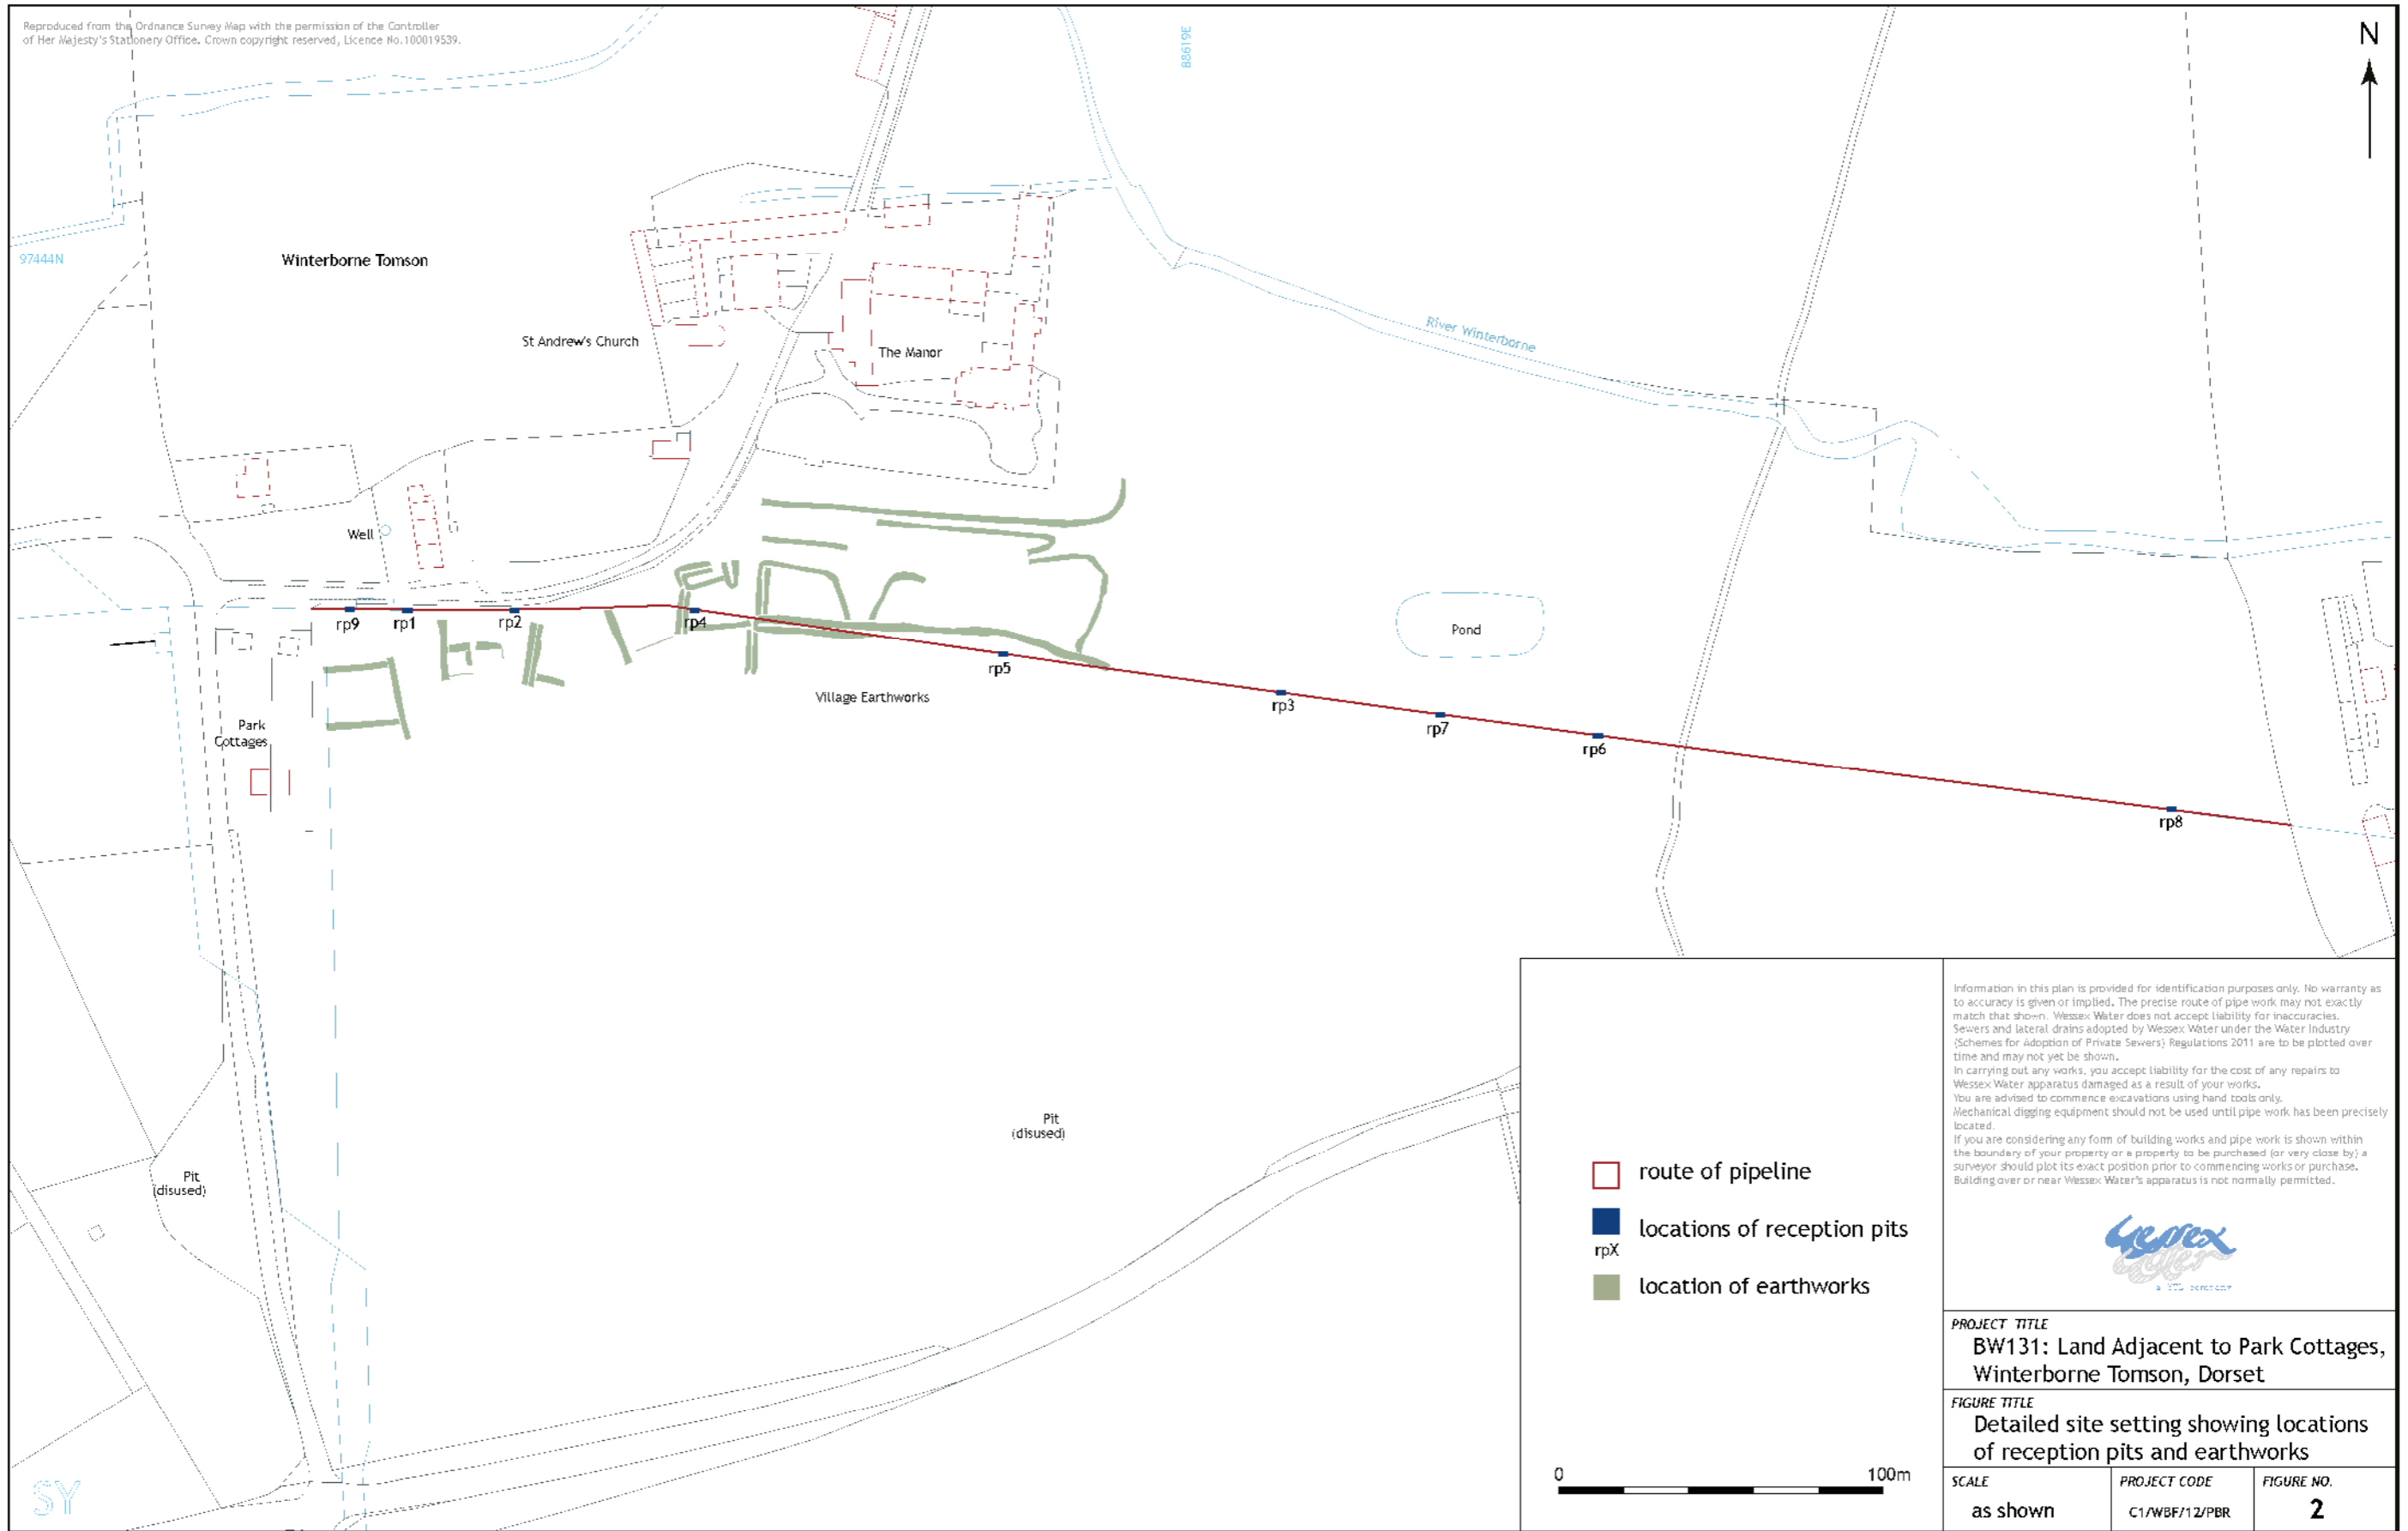 Reproduced from the Ordnance Survey Map with the permission of the Controller
of Her Majesty's Stationery Office. Crown copyright reserved, Licence No.100019539.
88619E
N
97444N
Winterborne Tomson
St Andrew's Church
The Manor
River Winterborne
Well
rp9
rp1
rp2
rp4
rp5
rp3
rp7
rp6
rp8
Pond
Village Earthworks
Park
Cottages
Pit
(disused)
Pit
(disused)
SY
route of pipeline
locations of reception pits
rpX
location of earthworks
0
100m
Information in this plan is provided for identification purposes only. No warranty as
to accuracy is given or implied. The precise route of pipe work may not exactly
match that shown. Wessex Water does not accept liability for inaccuracies.
Sewers and lateral drains adopted by Wessex Water under the Water Industry
(Schemes for Adoption of Private Sewers) Regulations 2011 are to be plotted over
time and may not yet be shown.
In carrying out any works, you accept liability for the cost of any repairs to
Wessex Water apparatus damaged as a result of your works.
You are advised to commence excavations using hand tools only.
Mechanical digging equipment should not be used until pipe work has been precisely
located.
If you are considering any form of building works and pipe work is shown within
the boundary of your property or a property to be purchased (or very close by) a
surveyor should plot its exact position prior to commencing works or purchase.
Building over or near Wessex Water's apparatus is not normally permitted.
wessex
water
a YTL company
PROJECT TITLE
BW131: Land Adjacent to Park Cottages,
Winterborne Tomson, Dorset
FIGURE TITLE
Detailed site setting showing locations
of reception pits and earthworks
SCALE
as shown
PROJECT CODE
C1/WBF/12/PBR
FIGURE NO.
2